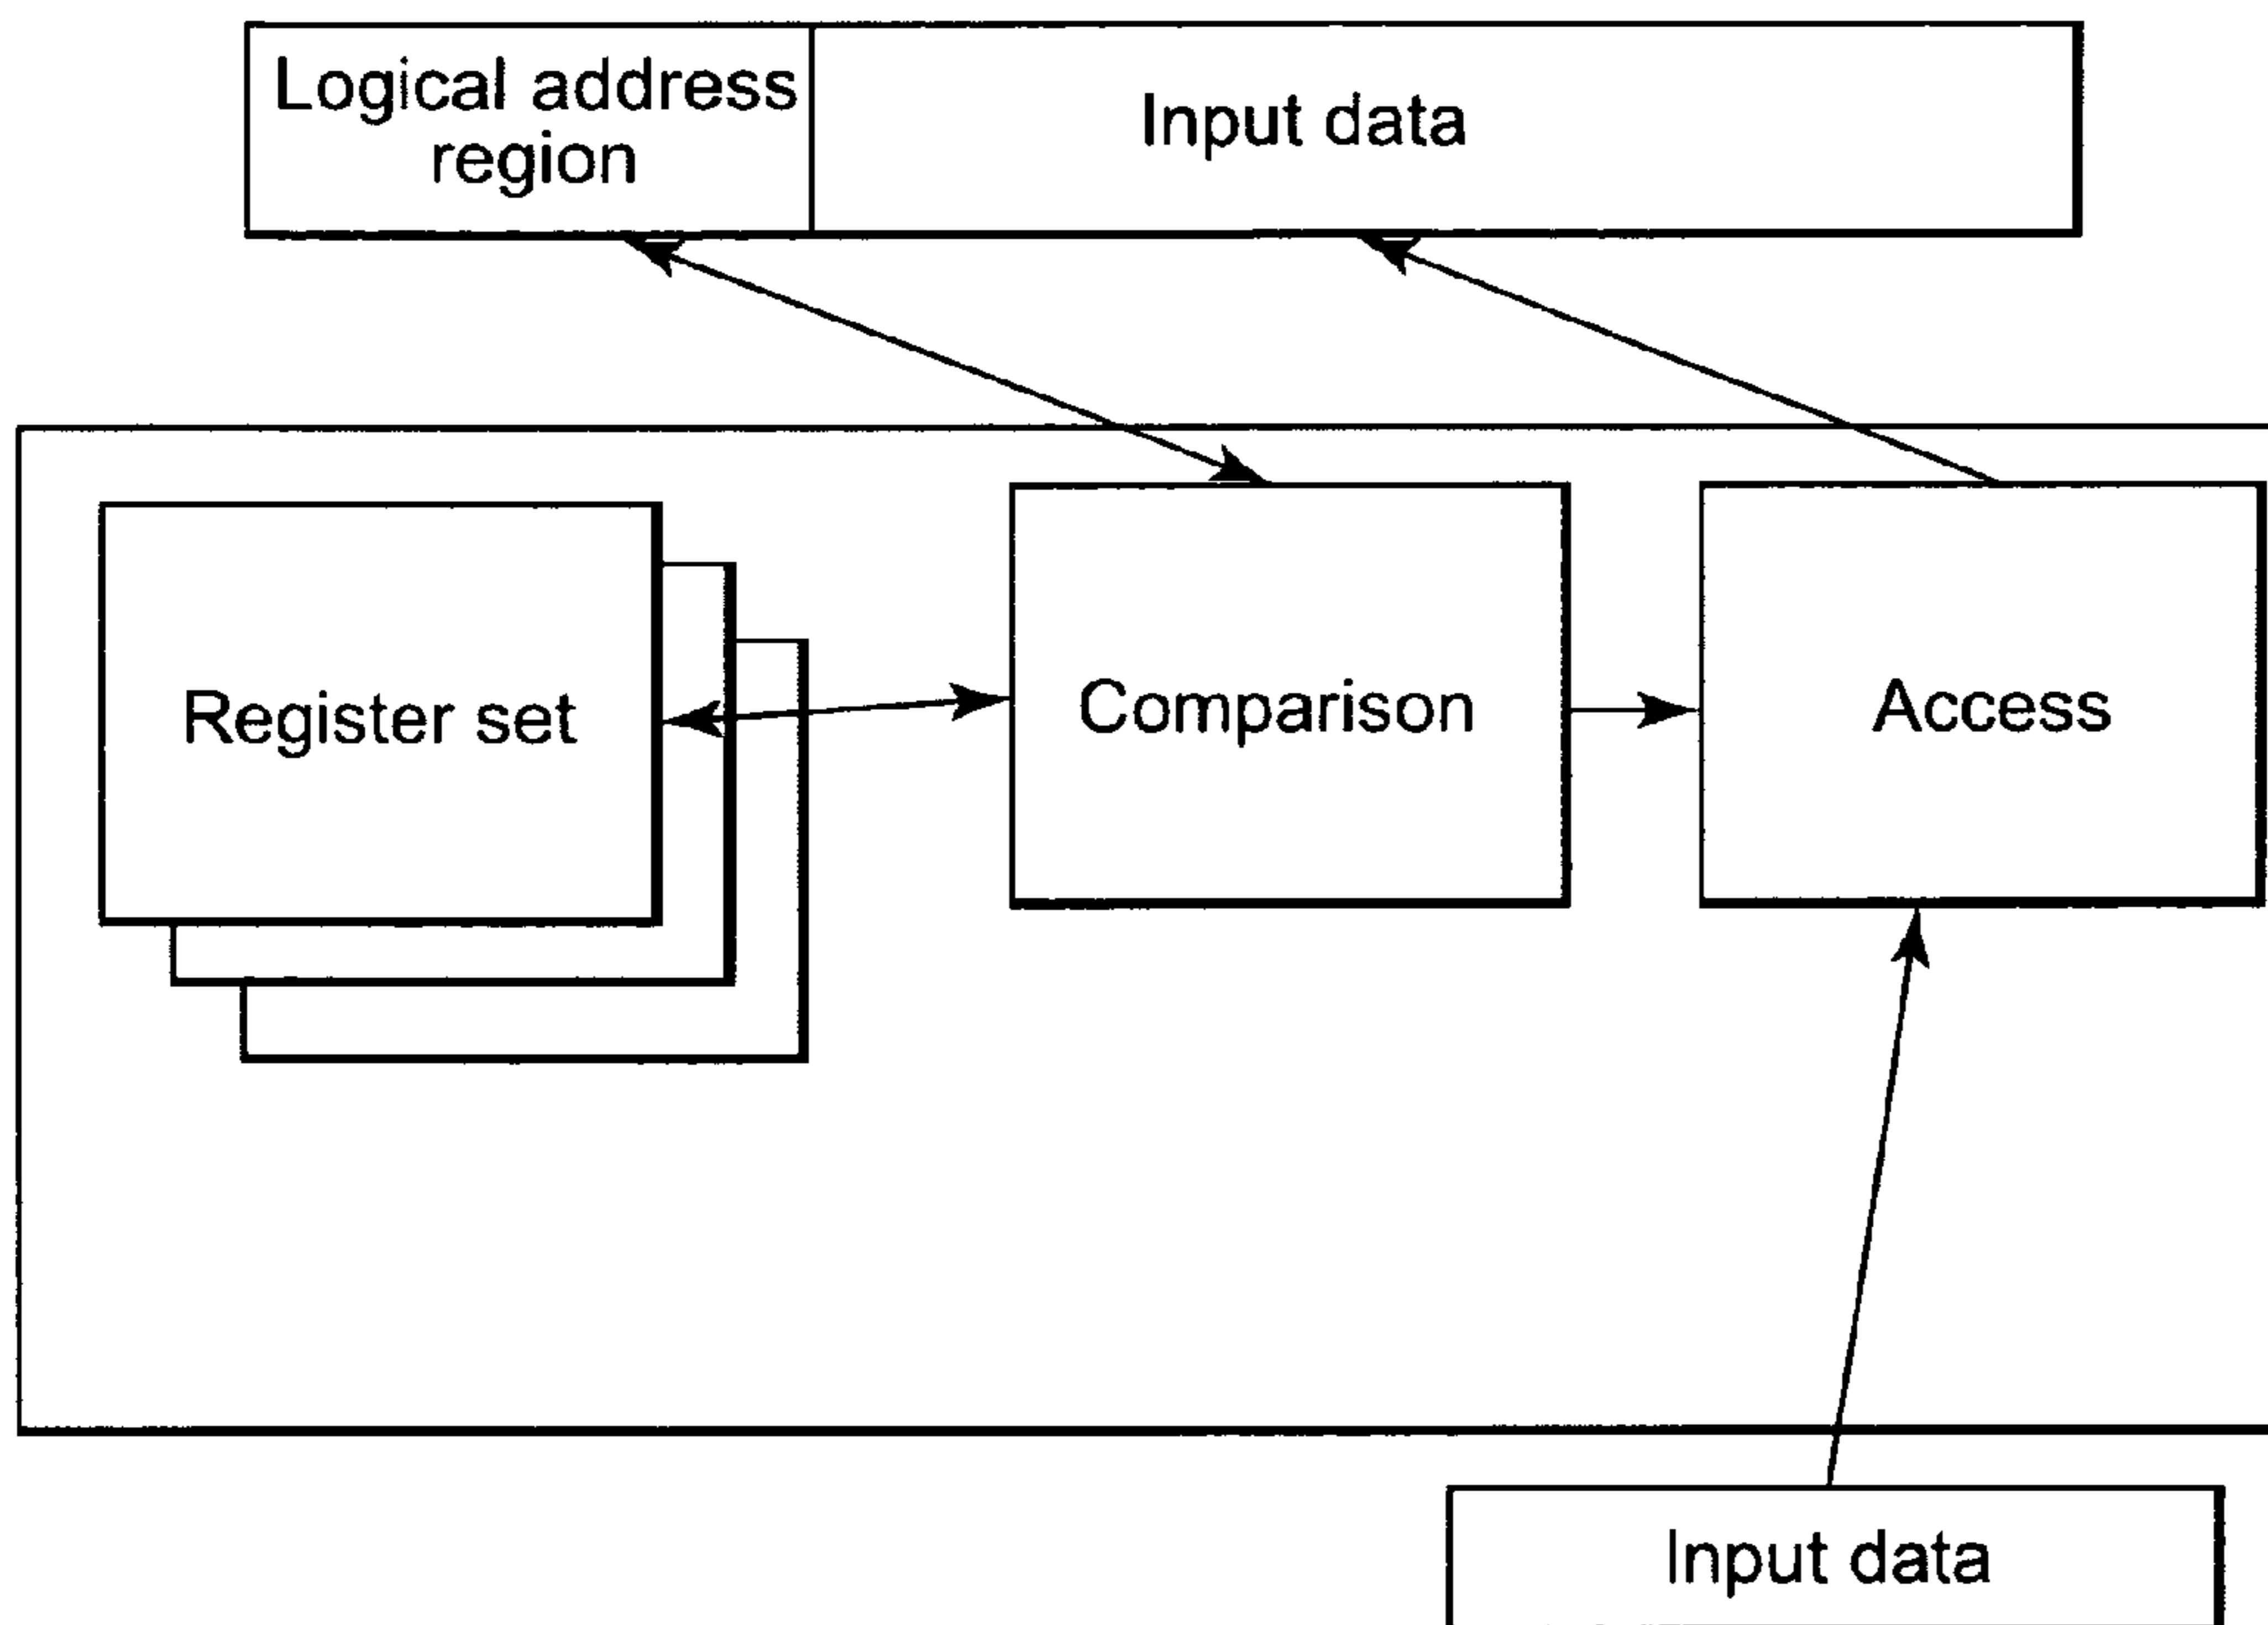 Logical address
region
Input data
Register set
Comparison
Access
Input data